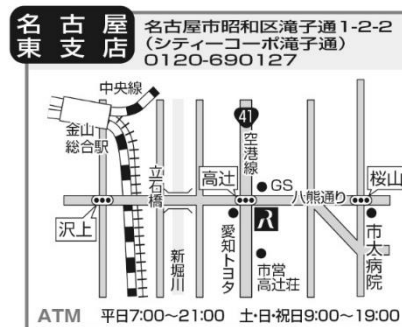 名古屋
東支店
名古屋市昭和区滝子通1-2-2
(シティーコーポ滝子通)
0120-690127
中央線
金山
総合駅
41
空港線
立石橋
高辻
GS
八熊通り
桜山
沢上
新堀川
愛知トヨタ
R
市営
高辻荘
市大病院
ATM 平日7:00~21:00 土・日・祝日9:00~19:00